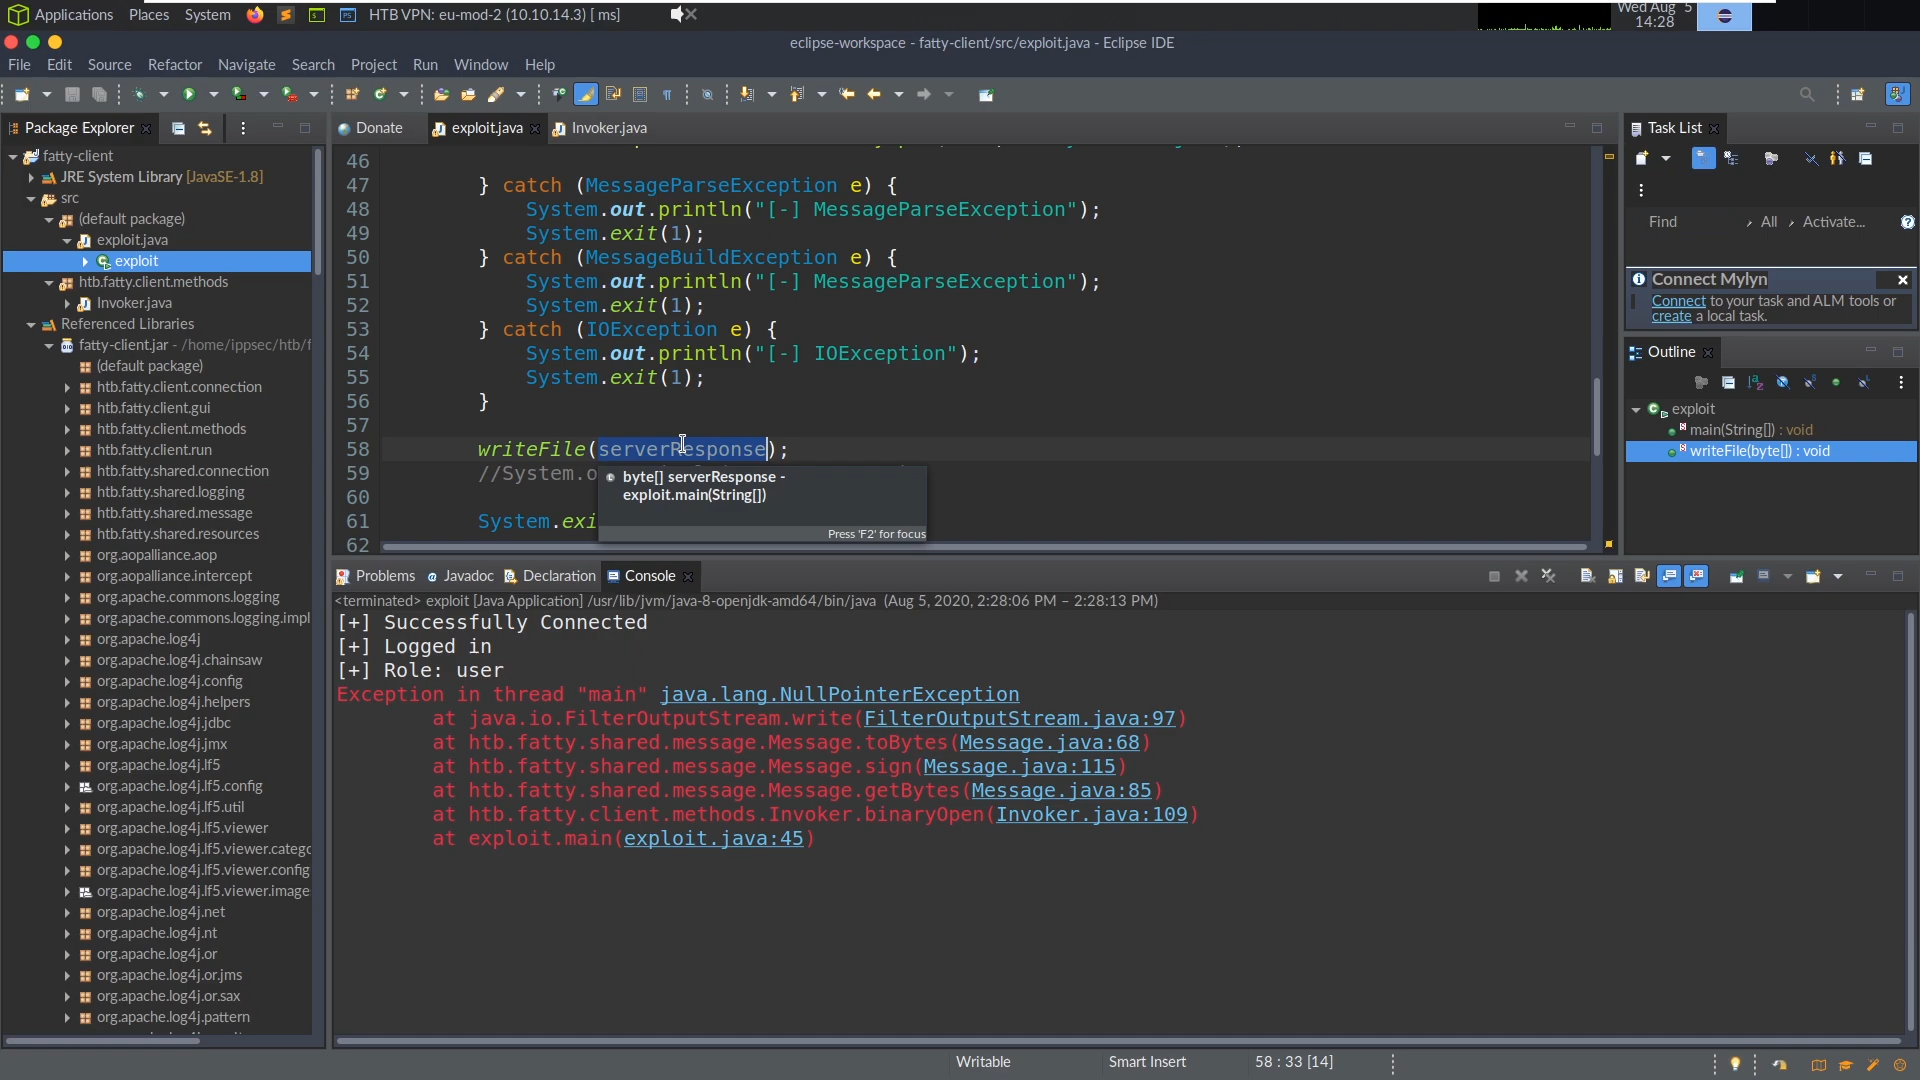 Applications Places System HTB VPN: eu-mod-2 (10.10.14.3) [ ms]
Wed Aug 5
14:28
eclipse-workspace - fatty-client/src/exploit.java - Eclipse IDE
File Edit Source Refactor Navigate Search Project Run Window Help
Package Explorer
fatty-client
JRE System Library [JavaSE-1.8]
src
(default package)
exploit.java
exploit
htb.fatty.client.methods
Invoker.java
Referenced Libraries
fatty-client.jar - /home/ippsec/htb/f
(default package)
htb.fatty.client.connection
htb.fatty.client.gui
htb.fatty.client.methods
htb.fatty.client.run
htb.fatty.shared.connection
htb.fatty.shared.logging
htb.fatty.shared.message
htb.fatty.shared.resources
org.aopalliance.aop
org.aopalliance.intercept
org.apache.commons.logging
org.apache.commons.logging.impl
org.apache.log4j
org.apache.log4j.chainsaw
org.apache.log4j.config
org.apache.log4j.helpers
org.apache.log4j.jdbc
org.apache.log4j.jmx
org.apache.log4j.lf5
org.apache.log4j.lf5.config
org.apache.log4j.lf5.util
org.apache.log4j.lf5.viewer
org.apache.log4j.lf5.viewer.catego
org.apache.log4j.lf5.viewer.config
org.apache.log4j.lf5.viewer.image
org.apache.log4j.net
org.apache.log4j.nt
org.apache.log4j.or
org.apache.log4j.or.jms
org.apache.log4j.or.sax
org.apache.log4j.pattern
Donate exploit.java Invoker.java
46
47 } catch (MessageParseException e) {
48 System.out.println("[-] MessageParseException");
49 System.exit(1);
50 } catch (MessageBuildException e) {
51 System.out.println("[-] MessageParseException");
52 System.exit(1);
53 } catch (IOException e) {
54 System.out.println("[-] IOException");
55 System.exit(1);
56 }
57
58 writeFile(serverResponse);
59 //System.o
60
61 System.exi
62
byte[] serverResponse -
exploit.main(String[])
Press 'F2' for focus
Problems Javadoc Declaration Console
<terminated> exploit [Java Application] /usr/lib/jvm/java-8-openjdk-amd64/bin/java (Aug 5, 2020, 2:28:06 PM – 2:28:13 PM)
[+] Successfully Connected
[+] Logged in
[+] Role: user
Exception in thread "main" java.lang.NullPointerException
at java.io.FilterOutputStream.write(FilterOutputStream.java:97)
at htb.fatty.shared.message.Message.toBytes(Message.java:68)
at htb.fatty.shared.message.Message.sign(Message.java:115)
at htb.fatty.shared.message.Message.getBytes(Message.java:85)
at htb.fatty.client.methods.Invoker.binaryOpen(Invoker.java:109)
at exploit.main(exploit.java:45)
Task List
Find All Activate...
Connect Mylyn
Connect to your task and ALM tools or
create a local task.
Outline
exploit
main(String[]) : void
writeFile(byte[]) : void
Writable Smart Insert 58 : 33 [14]